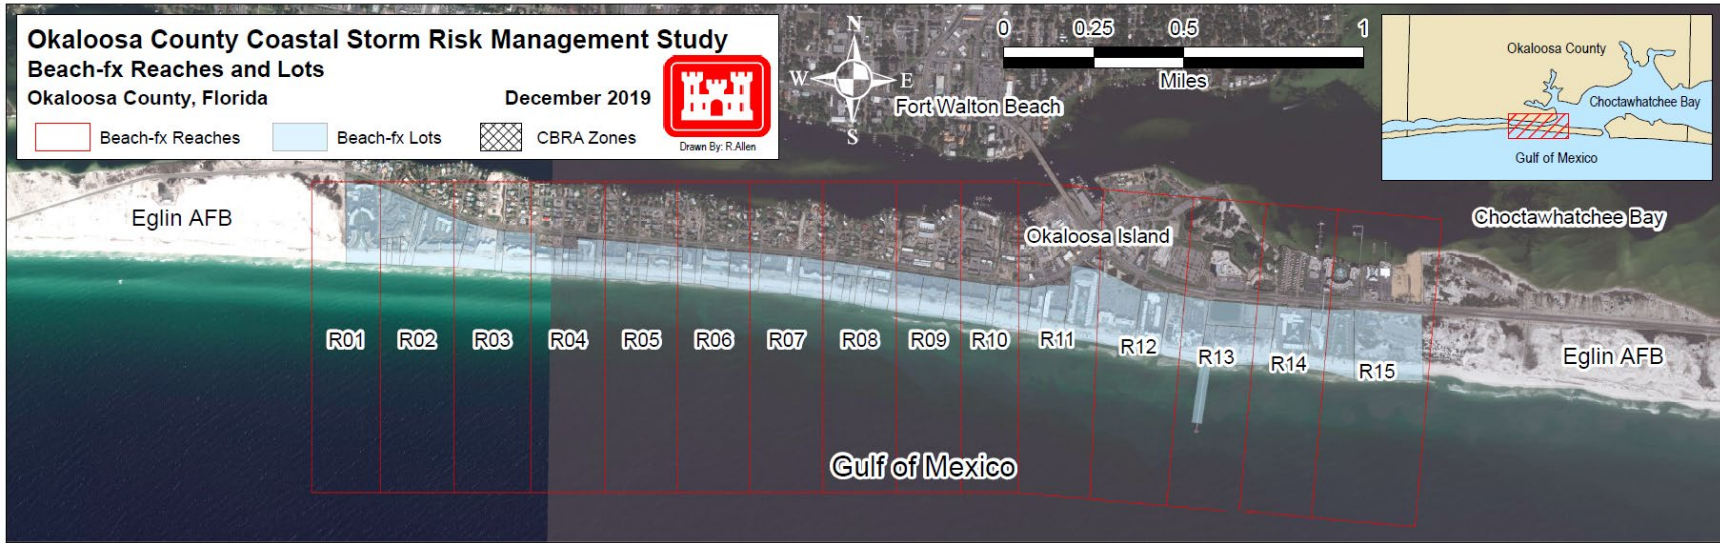 Okaloosa County Coastal Storm Risk Management Study
Beach-fx Reaches and Lots
Okaloosa County, Florida December 2019
Beach-fx Reaches Beach-fx Lots CBRA Zones
Drawn By: R.Allen
N
W E
S
0 0.25 0.5 1
Miles
Okaloosa County
Choctawhatchee Bay
Gulf of Mexico
Fort Walton Beach
Eglin AFB
Okaloosa Island
Choctawhatchee Bay
R01 R02 R03 R04 R05 R06 R07 R08 R09 R10 R11 R12 R13 R14 R15
Eglin AFB
Gulf of Mexico